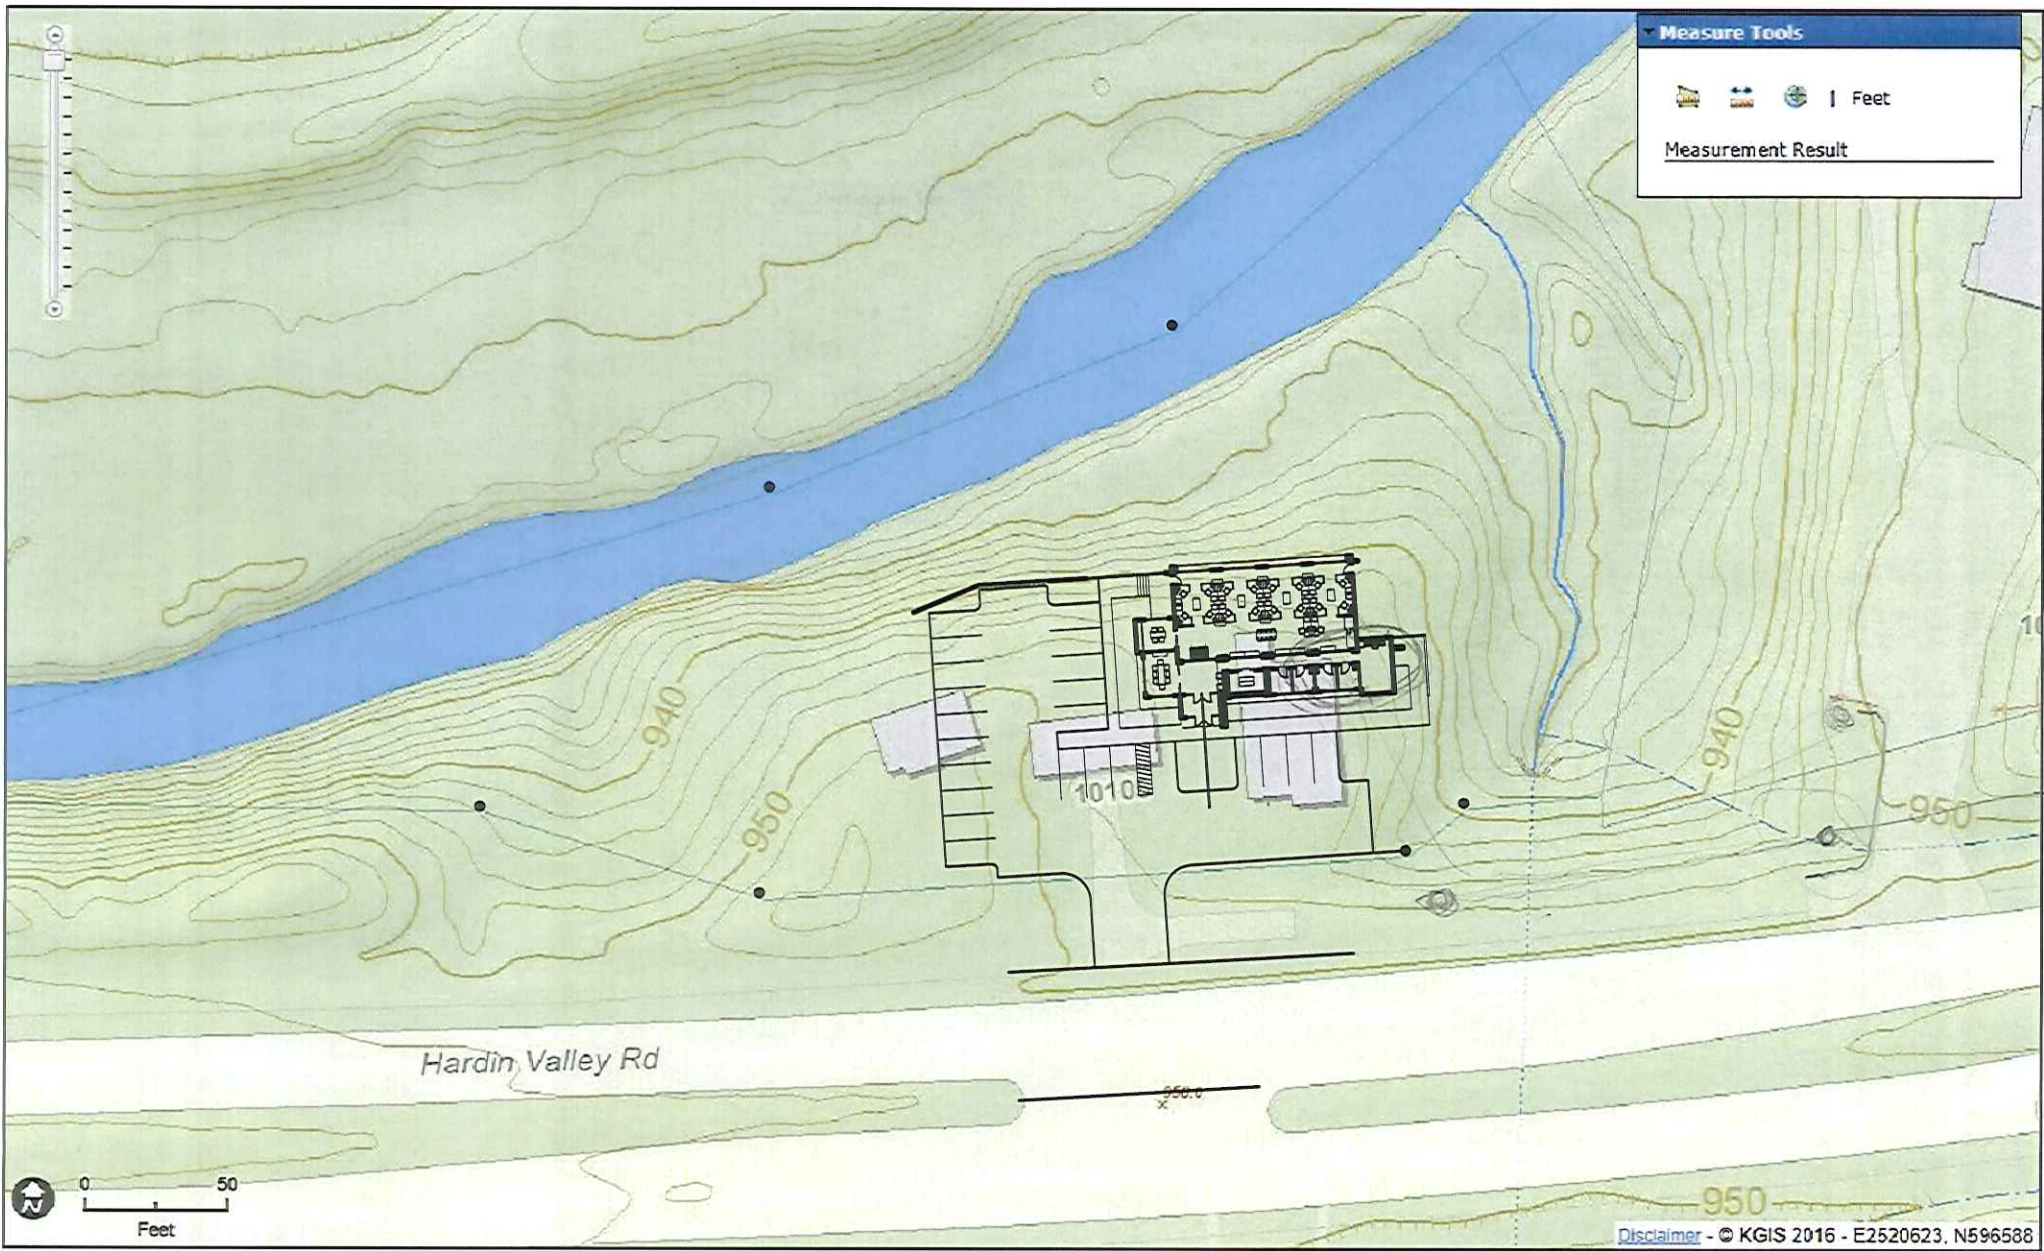 Measure Tools
Feet
Measurement Result
940
950
1010
940
950
Hardin Valley Rd
950.0
0 50
Feet
950
Disclaimer - © KGIS 2016 - E2520623, N596588